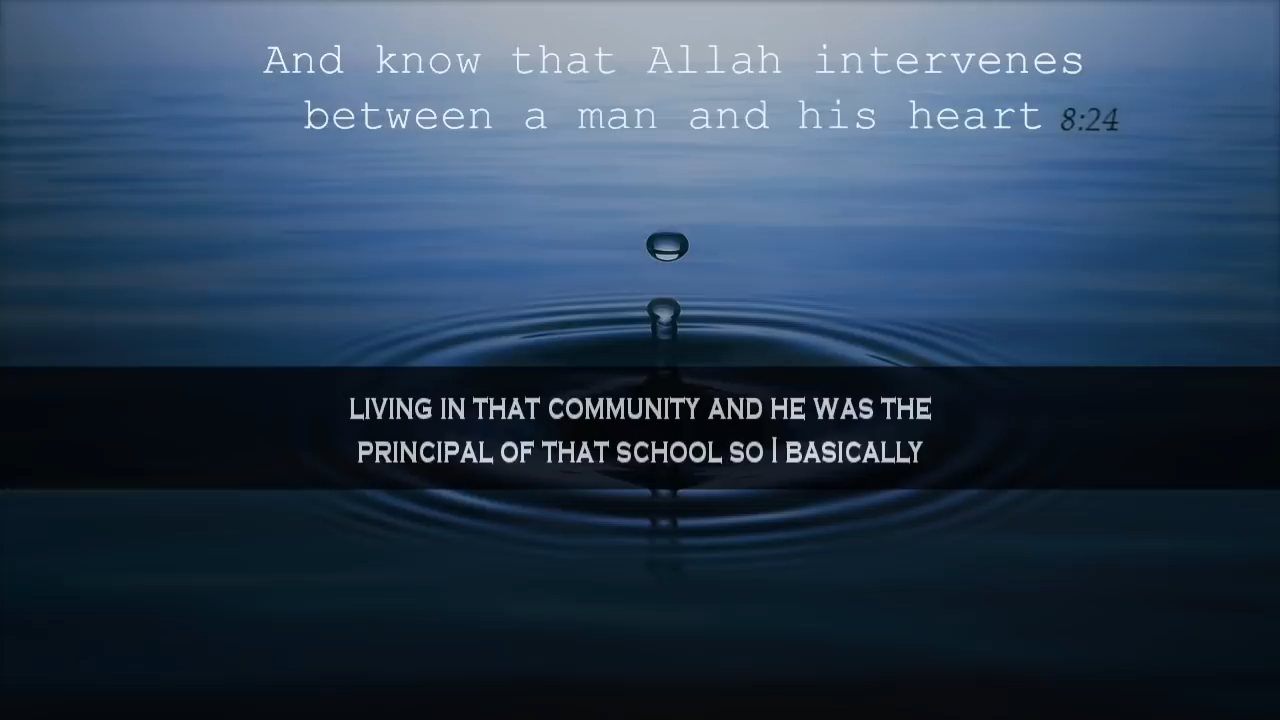 And know that Allah intervenes
between a man and his heart 8:24
LIVING IN THAT COMMUNITY AND HE WAS THE
PRINCIPAL OF THAT SCHOOL SO I BASICALLY